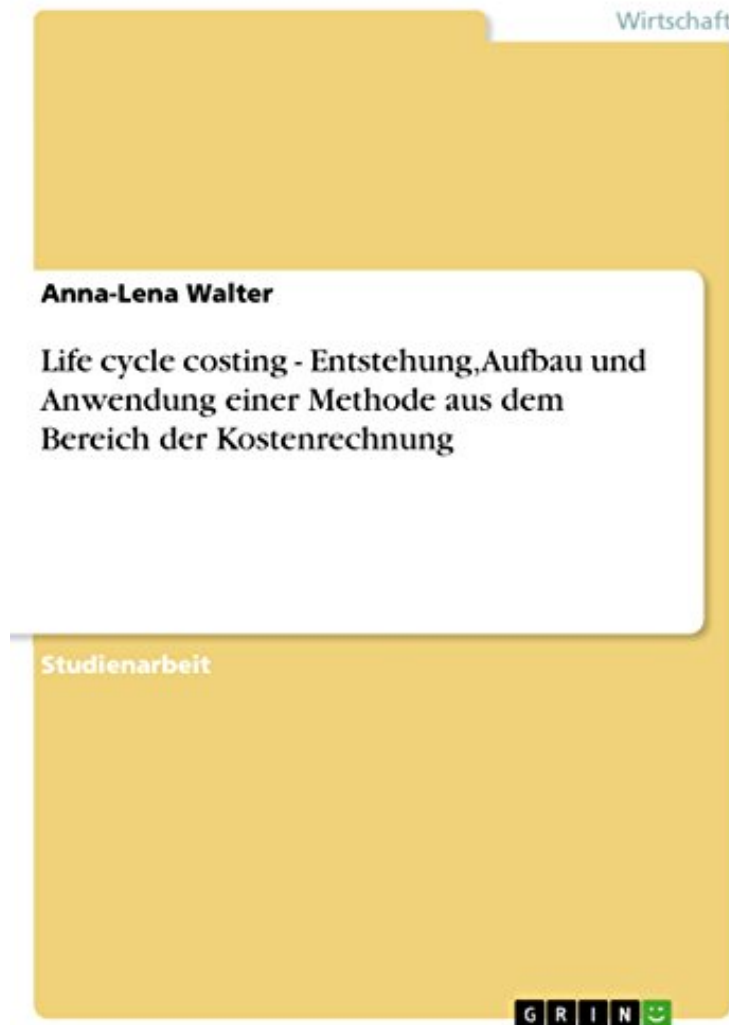 Wirtschaft
Anna-Lena Walter
Life cycle costing - Entstehung, Aufbau und
Anwendung einer Methode aus dem
Bereich der Kostenrechnung
Studienarbeit
GRIN